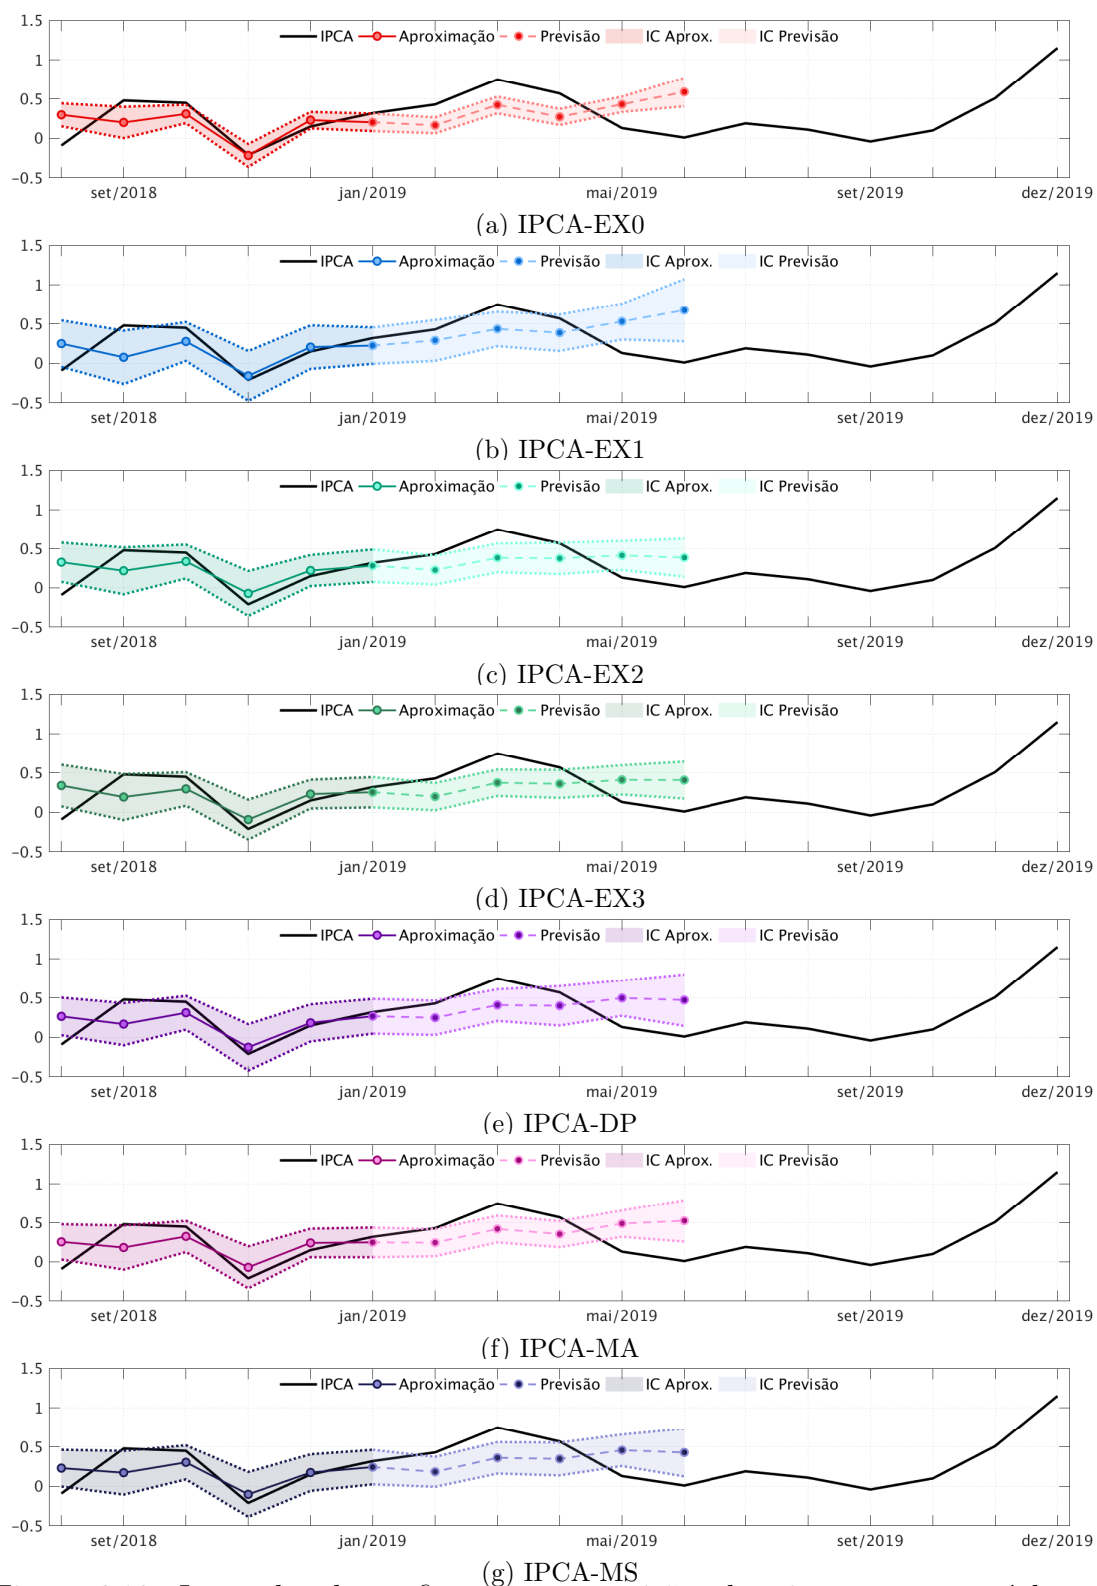 1.5
IPCA Aproximação Previsão IC Aprox. IC Previsão
1
0.5
0
-0.5
set/2018 jan/2019 mai/2019 set/2019 dez/2019
(a) IPCA-EX0
1.5
IPCA Aproximação Previsão IC Aprox. IC Previsão
1
0.5
0
-0.5
set/2018 jan/2019 mai/2019 set/2019 dez/2019
(b) IPCA-EX1
1.5
IPCA Aproximação Previsão IC Aprox. IC Previsão
1
0.5
0
-0.5
set/2018 jan/2019 mai/2019 set/2019 dez/2019
(c) IPCA-EX2
1.5
IPCA Aproximação Previsão IC Aprox. IC Previsão
1
0.5
0
-0.5
set/2018 jan/2019 mai/2019 set/2019 dez/2019
(d) IPCA-EX3
1.5
IPCA Aproximação Previsão IC Aprox. IC Previsão
1
0.5
0
-0.5
set/2018 jan/2019 mai/2019 set/2019 dez/2019
(e) IPCA-DP
1.5
IPCA Aproximação Previsão IC Aprox. IC Previsão
1
0.5
0
-0.5
set/2018 jan/2019 mai/2019 set/2019 dez/2019
(f) IPCA-MA
1.5
IPCA Aproximação Previsão IC Aprox. IC Previsão
1
0.5
0
-0.5
set/2018 jan/2019 mai/2019 set/2019 dez/2019
(g) IPCA-MS